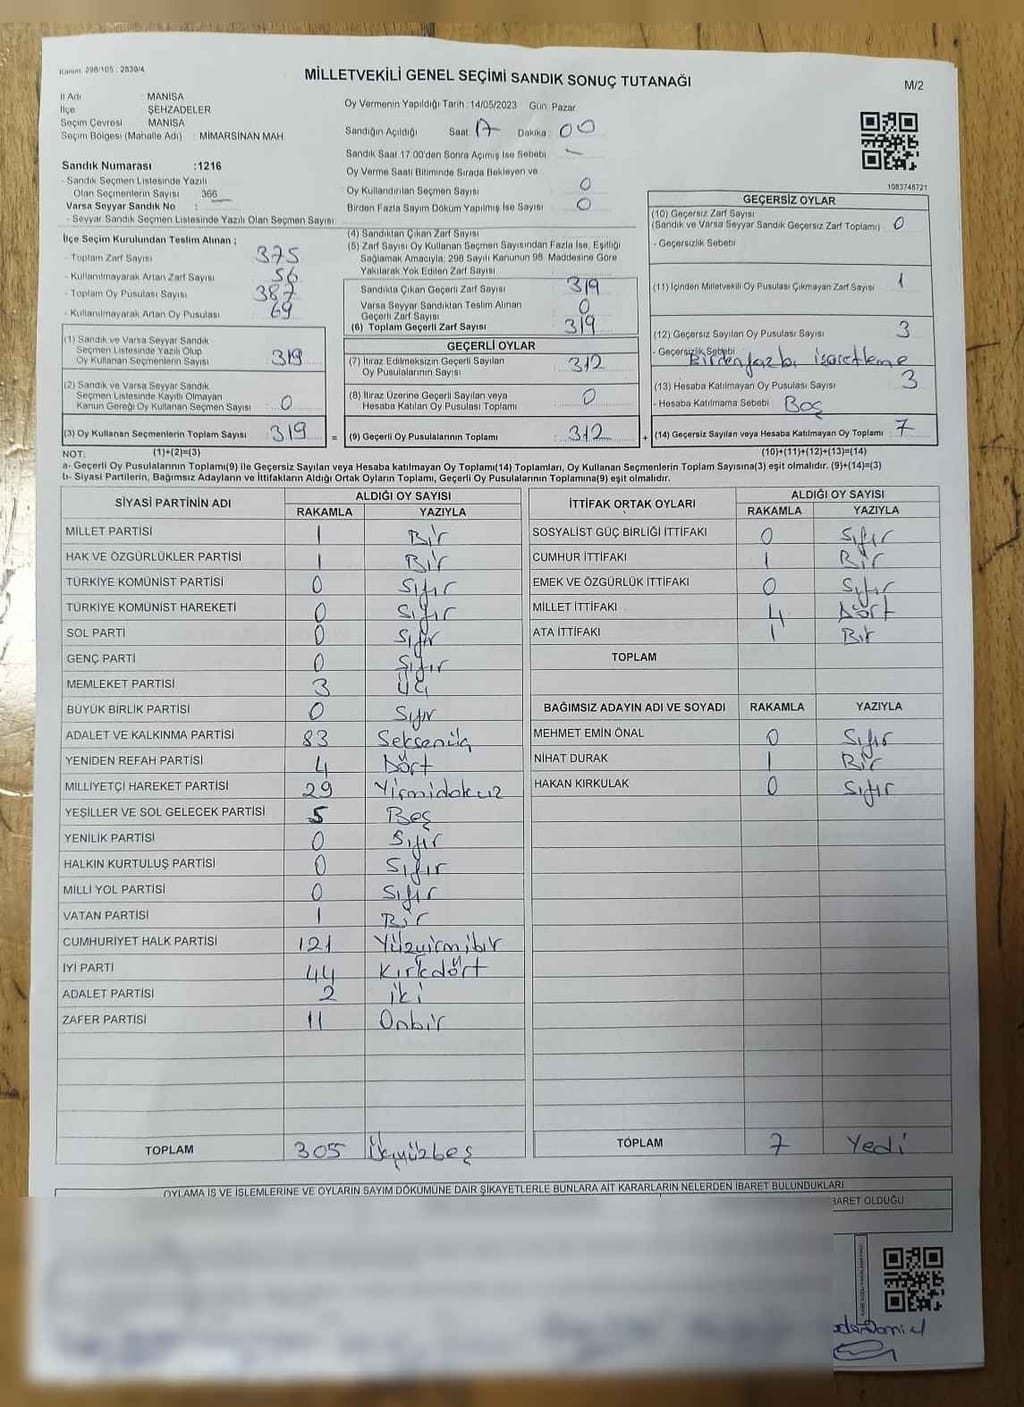 Kanun. 298/105 . 2839/4
MİLLETVEKİLİ GENEL SEÇİMİ SANDIK SONUÇ TUTANAĞI
M/2
İl Adı : MANİSA
İlçe : ŞEHZADELER
Seçim Çevresi : MANİSA
Seçim Bölgesi (Mahalle Adı) : MİMARSİNAN MAH
Sandık Numarası :1216
- Sandık Seçmen Listesinde Yazılı
Olan Seçmenlerin Sayısı : 366
Varsa Seyyar Sandık No :
- Seyyar Sandık Seçmen Listesinde Yazılı Olan Seçmen Sayısı :
İlçe Seçim Kurulundan Teslim Alınan ;
- Toplam Zarf Sayısı : 375
- Kullanılmayarak Artan Zarf Sayısı : 56
- Toplam Oy Pusulası Sayısı : 387
- Kullanılmayarak Artan Oy Pusulası : 69
Oy Vermenin Yapıldığı Tarih :14/05/2023 Gün: Pazar
Sandığın Açıldığı Saat 17 Dakika 00
Sandık Saat 17:00'den Sonra Açılmış İse Sebebi –
Oy Verme Saati Bitiminde Sırada Bekleyen ve
Oy Kullandırılan Seçmen Sayısı 0
Birden Fazla Sayım Döküm Yapılmış İse Sayısı 0
(4) Sandıktan Çıkan Zarf Sayısı
(5) Zarf Sayısı Oy Kullanan Seçmen Sayısından Fazla İse, Eşitliği
Sağlamak Amacıyla, 298 Sayılı Kanunun 98. Maddesine Göre
Yakılarak Yok Edilen Zarf Sayısı
Sandıkta Çıkan Geçerli Zarf Sayısı 319
Varsa Seyyar Sandıktan Teslim Alınan
Geçerli Zarf Sayısı 0
(6) Toplam Geçerli Zarf Sayısı 319
1083748721
GEÇERSİZ OYLAR
(10) Geçersiz Zarf Sayısı
(Sandık ve Varsa Seyyar Sandık Geçersiz Zarf Toplamı) 0
- Geçersizlik Sebebi
(11) İçinden Milletvekili Oy Pusulası Çıkmayan Zarf Sayısı 1
(12) Geçersiz Sayılan Oy Pusulası Sayısı 3
- Geçersizlik Sebebi Birdenfazla işaretleme
(13) Hesaba Katılmayan Oy Pusulası Sayısı 3
- Hesaba Katılmama Sebebi Boş
(14) Geçersiz Sayılan veya Hesaba Katılmayan Oy Toplamı 7
(1) Sandık ve Varsa Seyyar Sandık
Seçmen Listesinde Yazılı Olup
Oy Kullanan Seçmenlerin Sayısı : 319
(2) Sandık ve Varsa Seyyar Sandık
Seçmen Listesinde Kayıtlı Olmayan
Kanun Gereği Oy Kullanan Seçmen Sayısı : 0
(3) Oy Kullanan Seçmenlerin Toplam Sayısı : 319
GEÇERLİ OYLAR
(7) İtiraz Edilmeksizin Geçerli Sayılan
Oy Pusulalarının Sayısı : 312
(8) İtiraz Üzerine Geçerli Sayılan veya
Hesaba Katılan Oy Pusulaları Toplamı : 0
= (9) Geçerli Oy Pusulalarının Toplamı : 312 +
NOT: (1)+(2)=(3) (10)+(11)+(12)+(13)=(14)
a- Geçerli Oy Pusulalarının Toplamı(9) ile Geçersiz Sayılan veya Hesaba katılmayan Oy Toplamı(14) Toplamları, Oy Kullanan Seçmenlerin Toplam Sayısına(3) eşit olmalıdır. (9)+(14)=(3)
b- Siyasi Partilerin, Bağımsız Adayların ve İttifakların Aldığı Ortak Oyların Toplamı, Geçerli Oy Pusulalarının Toplamına(9) eşit olmalıdır.
SİYASİ PARTİNİN ADI ALDIĞI OY SAYISI
RAKAMLA YAZIYLA
MİLLET PARTİSİ 1 Bir
HAK VE ÖZGÜRLÜKLER PARTİSİ 1 Bir
TÜRKİYE KOMÜNİST PARTİSİ 0 Sıfır
TÜRKİYE KOMÜNİST HAREKETİ 0 Sıfır
SOL PARTİ 0 Sıfır
GENÇ PARTİ 0 Sıfır
MEMLEKET PARTİSİ 3 Üç
BÜYÜK BİRLİK PARTİSİ 0 Sıfır
ADALET VE KALKINMA PARTİSİ 83 Seksenüç
YENİDEN REFAH PARTİSİ 4 Dört
MİLLİYETÇİ HAREKET PARTİSİ 29 Yirmidokuz
YEŞİLLER VE SOL GELECEK PARTİSİ 5 Beş
YENİLİK PARTİSİ 0 Sıfır
HALKIN KURTULUŞ PARTİSİ 0 Sıfır
MİLLİ YOL PARTİSİ 0 Sıfır
VATAN PARTİSİ 1 Bir
CUMHURİYET HALK PARTİSİ 121 Yüzyirmibir
İYİ PARTİ 44 Kırkdört
ADALET PARTİSİ 2 iki
ZAFER PARTİSİ 11 Onbir
TOPLAM 305 Üçyüzbeş
İTTİFAK ORTAK OYLARI ALDIĞI OY SAYISI
RAKAMLA YAZIYLA
SOSYALİST GÜÇ BİRLİĞİ İTTİFAKI 0 Sıfır
CUMHUR İTTİFAKI 1 Bir
EMEK VE ÖZGÜRLÜK İTTİFAKI 0 Sıfır
MİLLET İTTİFAKI 4 Dört
ATA İTTİFAKI 1 Bir
TOPLAM
BAĞIMSIZ ADAYIN ADI VE SOYADI RAKAMLA YAZIYLA
MEHMET EMİN ÖNAL 0 Sıfır
NİHAT DURAK 1 Bir
HAKAN KIRKULAK 0 Sıfır
TOPLAM 7 Yedi
OYLAMA İŞ VE İŞLEMLERİNE VE OYLARIN SAYIM DÖKÜMÜNE DAİR ŞİKAYETLERLE BUNLARA AİT KARARLARIN NELERDEN İBARET BULUNDUKLARI
BARET OLDUĞU